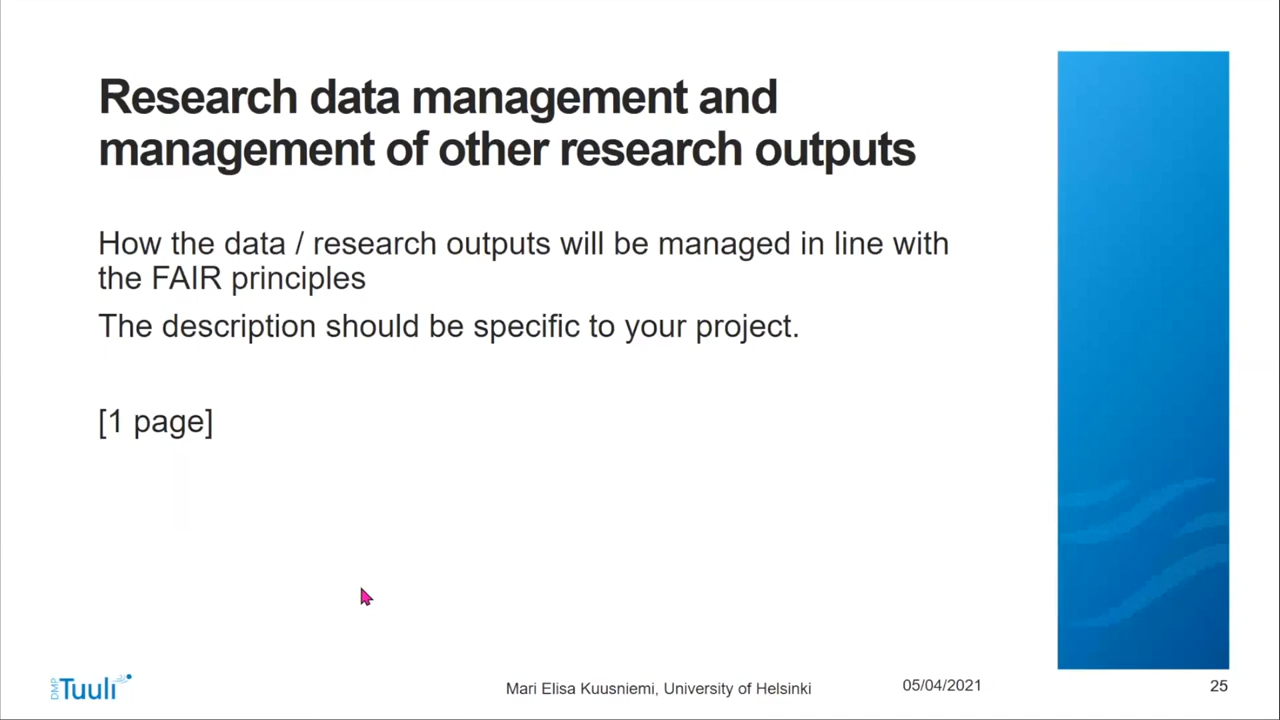 Research data management and
management of other research outputs
How the data / research outputs will be managed in line with
the FAIR principles
The description should be specific to your project.
[1 page]
DMP Tuuli
Mari Elisa Kuusniemi, University of Helsinki
05/04/2021
25